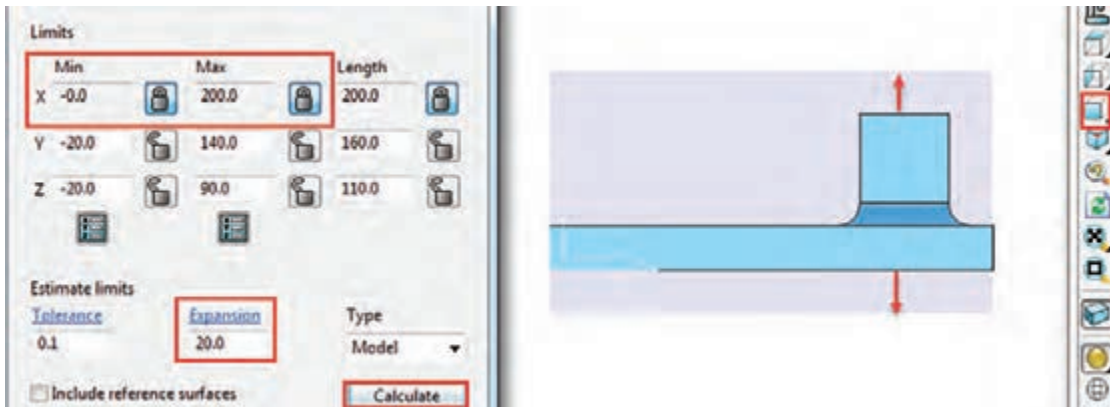 Limits
Min Max Length
X -0.0 200.0 200.0
Y -20.0 140.0 160.0
Z -20.0 90.0 110.0
Estimate limits
Tolerance Expansion Type
0.1 20.0 Model
Include reference surfaces Calculate